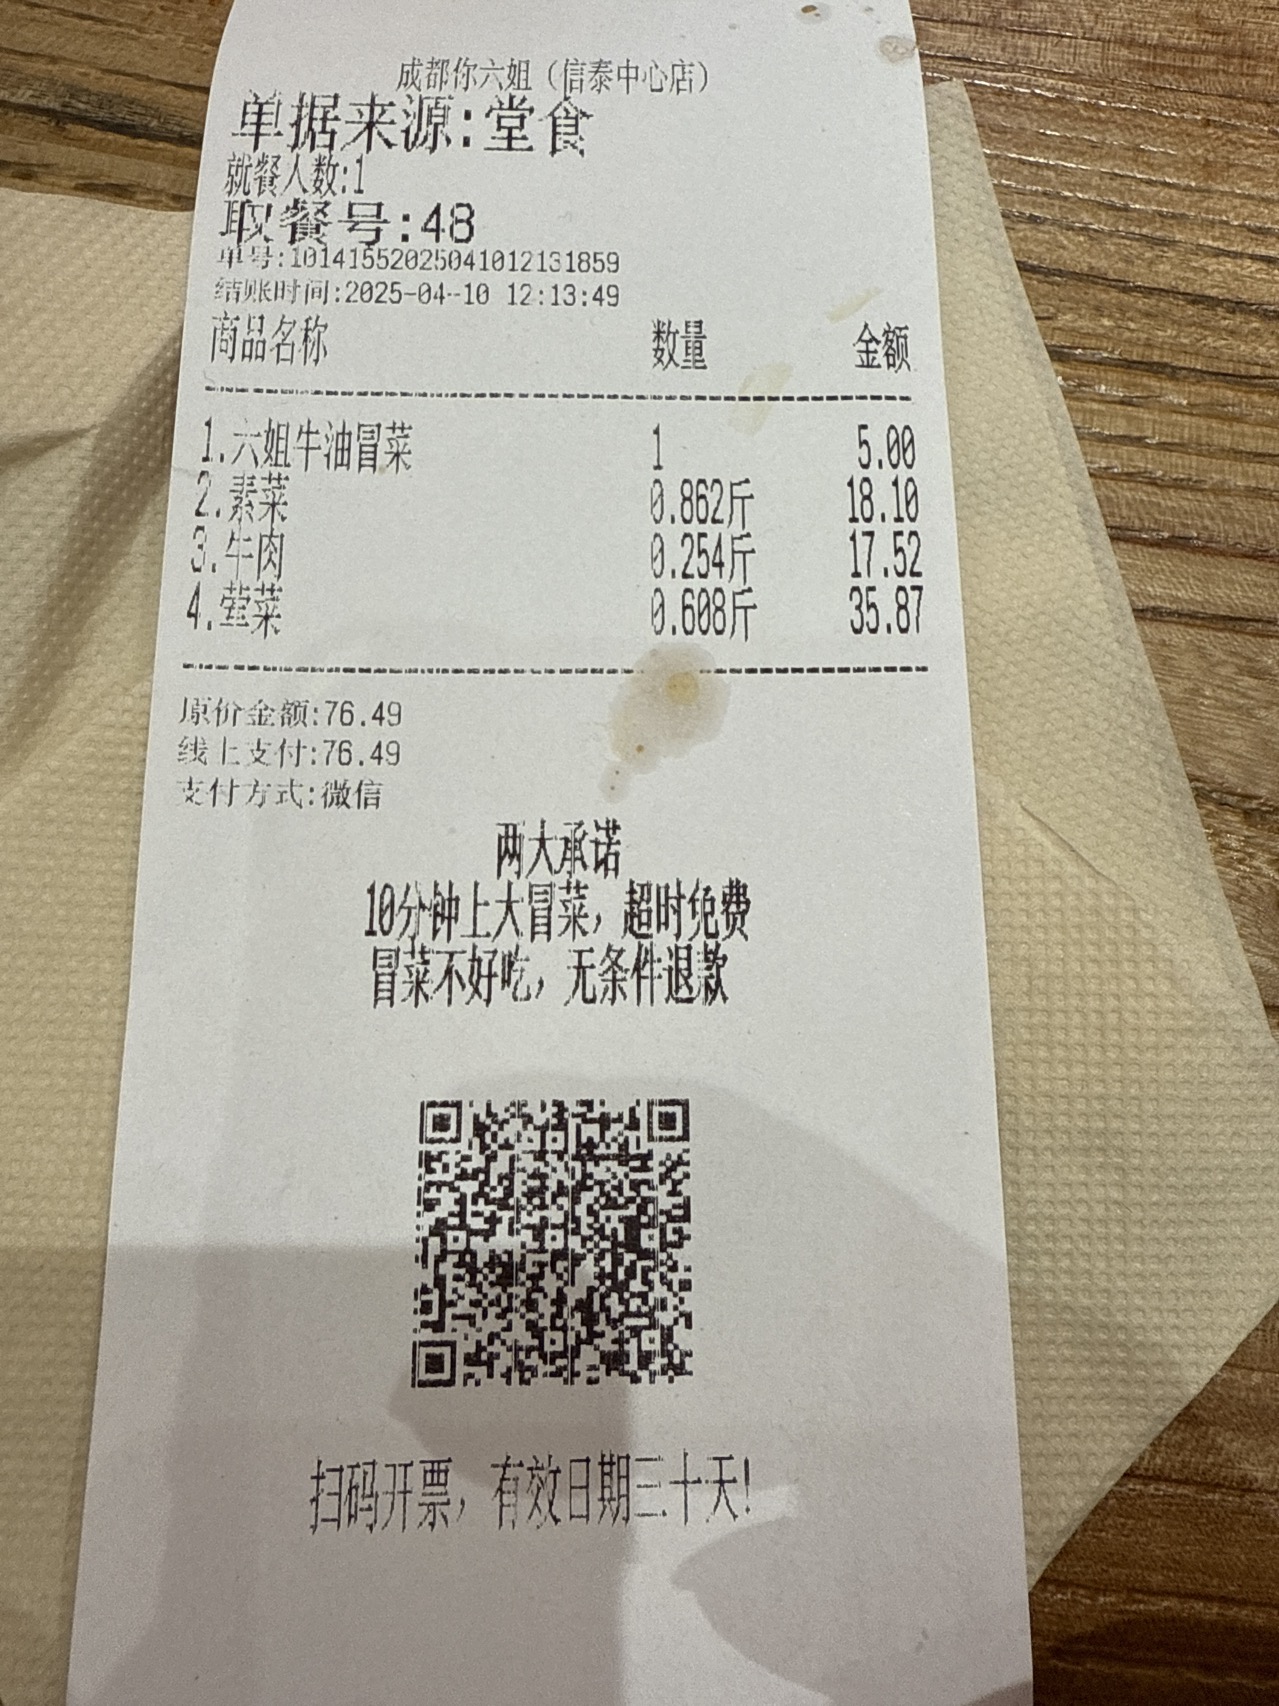 成都你六姐（信泰中心店）
单据来源:堂食
就餐人数:1
取餐号:48
单号:10141552025041012131859
结账时间:2025-04-10 12:13:49
商品名称 数量 金额
1.六姐牛油冒菜 1 5.00
2.素菜 0.862斤 18.10
3.牛肉 0.254斤 17.52
4.荤菜 0.608斤 35.87
原价金额:76.49
线上支付:76.49
支付方式:微信
两大承诺
10分钟上大冒菜，超时免费
冒菜不好吃，无条件退款
扫码开票，有效日期三十天!